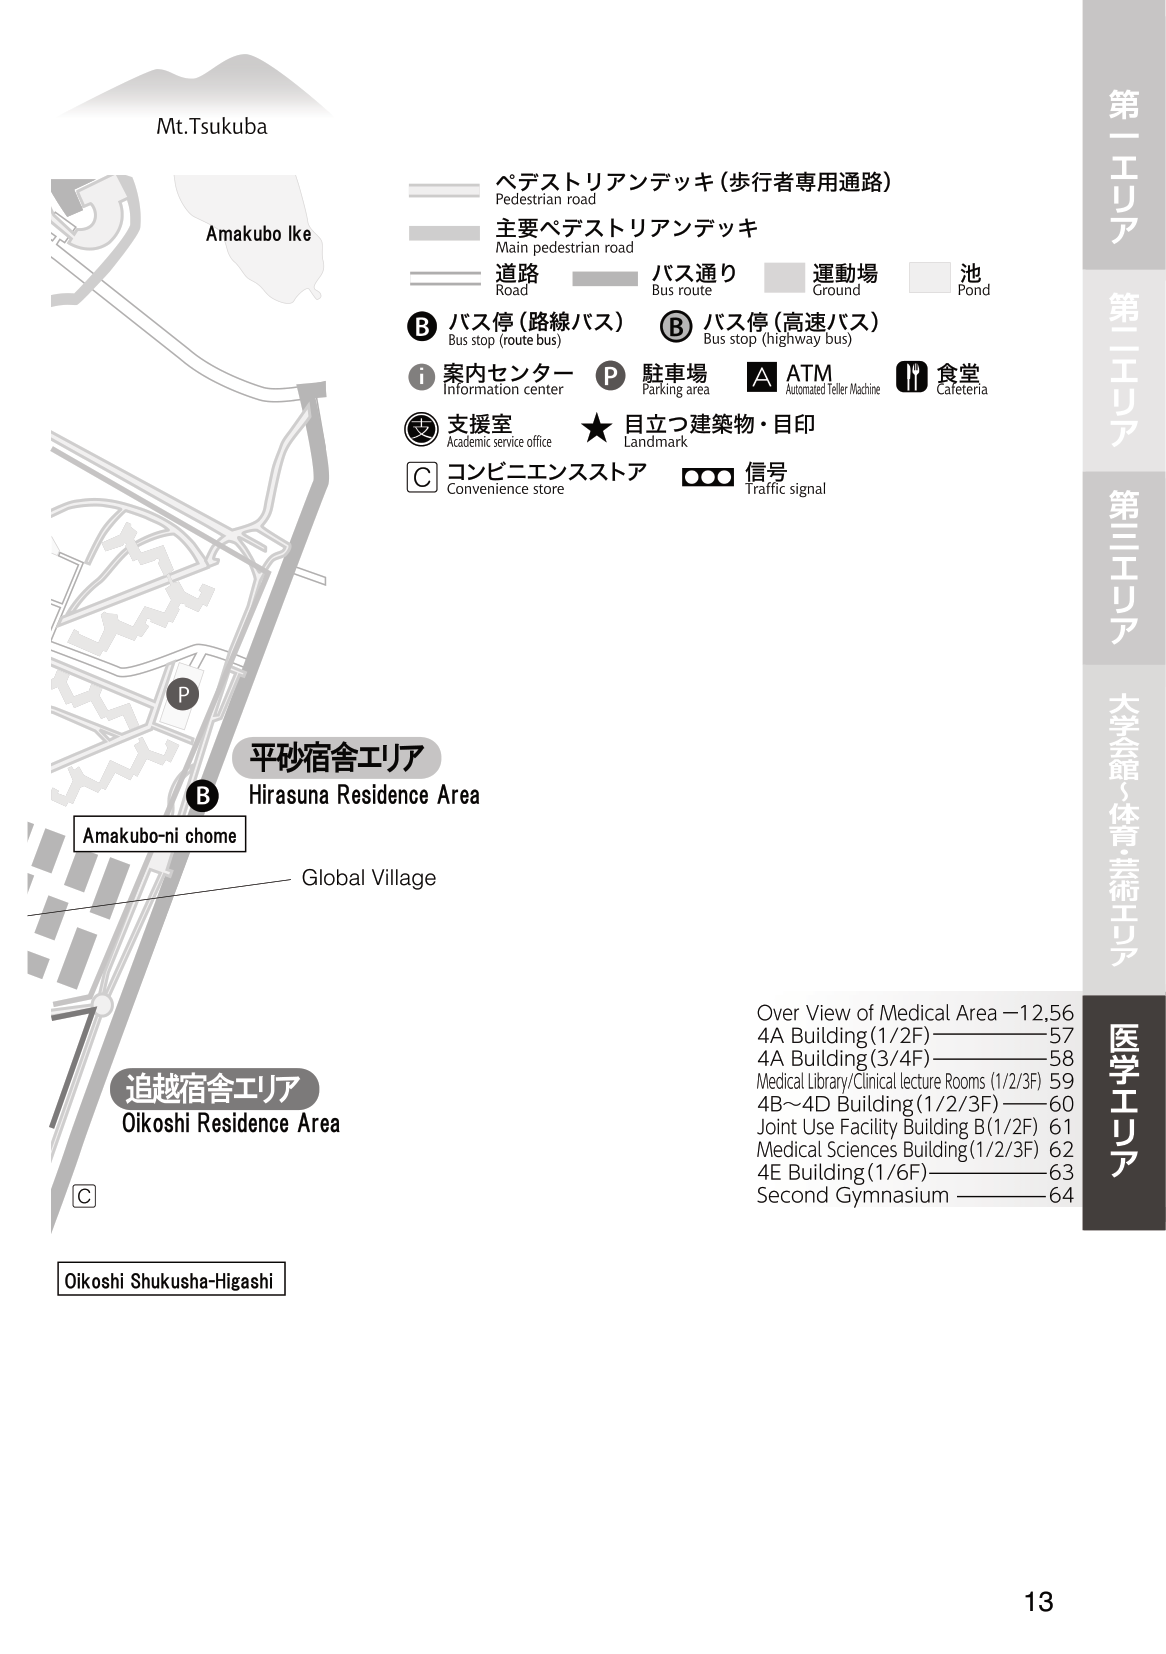 Mt.Tsukuba
Amakubo Ike
ペデストリアンデッキ（歩行者専用通路）
Pedestrian road
主要ペデストリアンデッキ
Main pedestrian road
道路
Road
バス通り
Bus route
運動場
Ground
池
Pond
B
バス停（路線バス）
Bus stop (route bus)
B
バス停（高速バス）
Bus stop (highway bus)
i
案内センター
Information center
P
駐車場
Parking area
A
ATM
Automated Teller Machine
食堂
Cafeteria
支
支援室
Academic service office
目立つ建築物・目印
Landmark
C
コンビニエンスストア
Convenience store
信号
Traffic signal
P
平砂宿舎エリア
Hirasuna Residence Area
B
Amakubo-ni chome
Global Village
追越宿舎エリア
Oikoshi Residence Area
C
Oikoshi Shukusha-Higashi
第一エリア
第二エリア
第三エリア
大学会館～体育・芸術エリア
医学エリア
Over View of Medical Area —12,56
4A Building(1/2F)————57
4A Building(3/4F)————58
Medical Library/Clinical lecture Rooms (1/2/3F) 59
4B～4D Building(1/2/3F)——60
Joint Use Facility Building B(1/2F) 61
Medical Sciences Building(1/2/3F) 62
4E Building(1/6F)————63
Second Gymnasium ———64
13